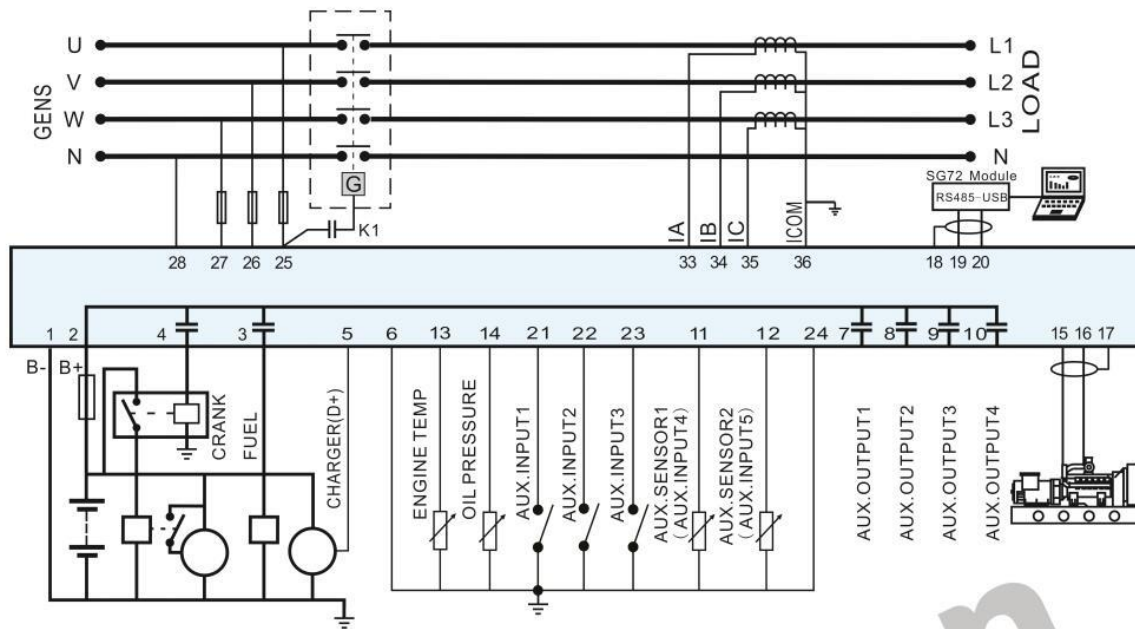 U
L1
V
L2
GENS
LOAD
W
L3
N
N
SG72 Module
G
RS485-USB
K1
IA
IB
IC
ICOM
28
27
26
25
33
34
35
36
18
19
20
1
2
4
3
5
6
13
14
21
22
23
11
12
24
7
8
9
10
15
16
17
B-
B+
CRANK
FUEL
CHARGER(D+)
ENGINE TEMP
OIL PRESSURE
AUX.INPUT1
AUX.INPUT2
AUX.INPUT3
AUX.SENSOR1
(AUX.INPUT4)
AUX.SENSOR2
(AUX.INPUT5)
AUX.OUTPUT1
AUX.OUTPUT2
AUX.OUTPUT3
AUX.OUTPUT4